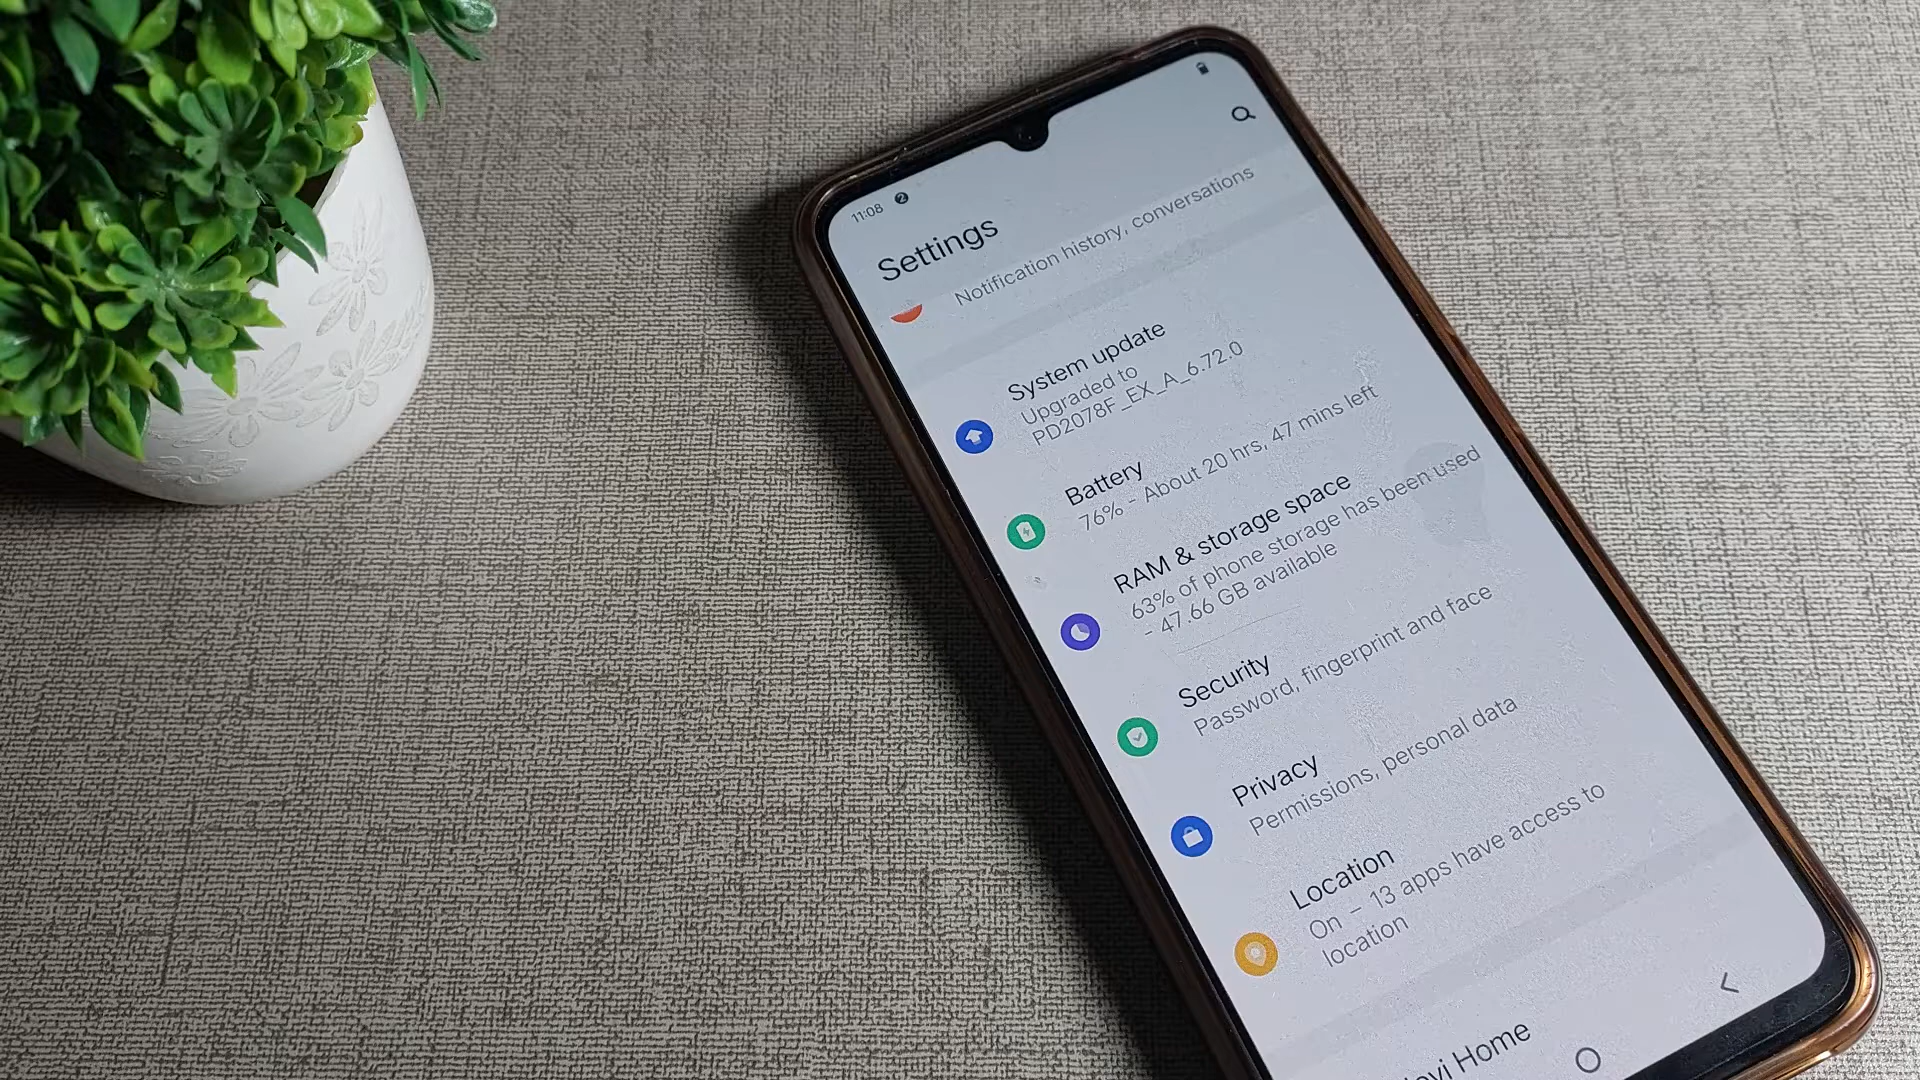 11:08 2
Settings
Notification history, conversations
System update
Upgraded to
PD2078F_EX_A_6.72.0
Battery
76% - About 20 hrs, 47 mins left
RAM & storage space
63% of phone storage has been used
- 47.66 GB available
Security
Password, fingerprint and face
Privacy
Permissions, personal data
Location
On – 13 apps have access to
location
Home